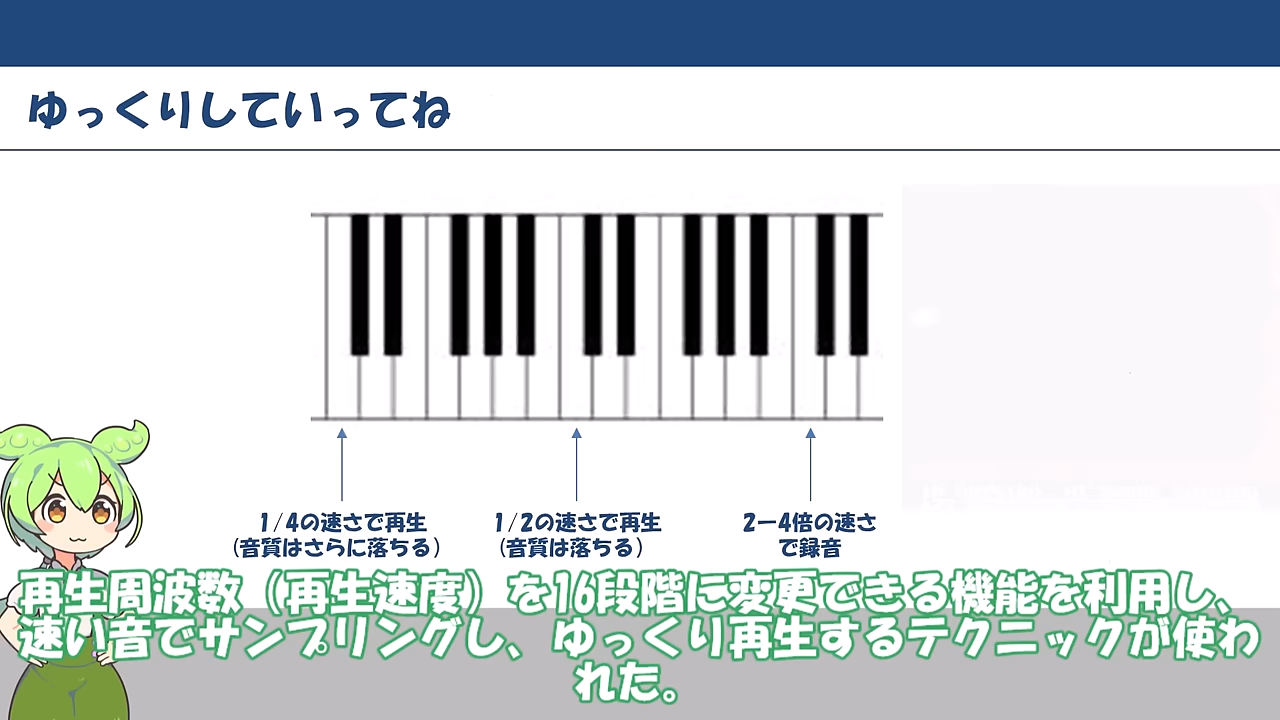 ゆっくりしていってね
1/4の速さで再生
(音質はさらに落ちる)
1/2の速さで再生
(音質は落ちる)
2ー4倍の速さ
で録音
再生周波数（再生速度）を16段階に変更できる機能を利用し、
速い音でサンプリングし、ゆっくり再生するテクニックが使わ
れた。